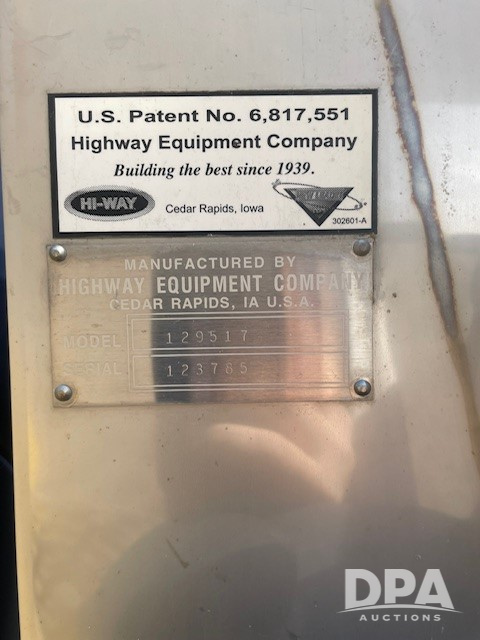 U.S. Patent No. 6,817,551
Highway Equipment Company
Building the best since 1939.
HI-WAY
Cedar Rapids, Iowa
302601-A
MANUFACTURED BY
HIGHWAY EQUIPMENT COMPANY
CEDAR RAPIDS, IA U.S.A.
MODEL 129517
SERIAL 123785
DPA
AUCTIONS